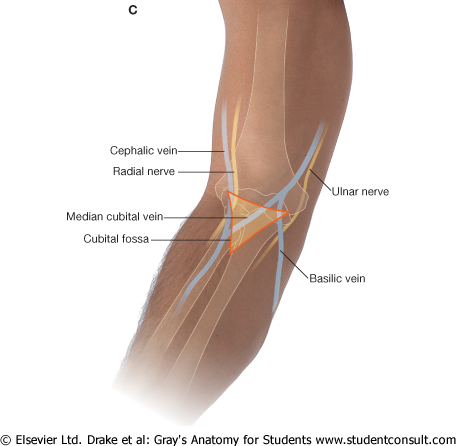 C
Cephalic vein
Radial nerve
Ulnar nerve
Median cubital vein
Cubital fossa
Basilic vein
© Elsevier Ltd. Drake et al: Gray's Anatomy for Students www.studentconsult.com